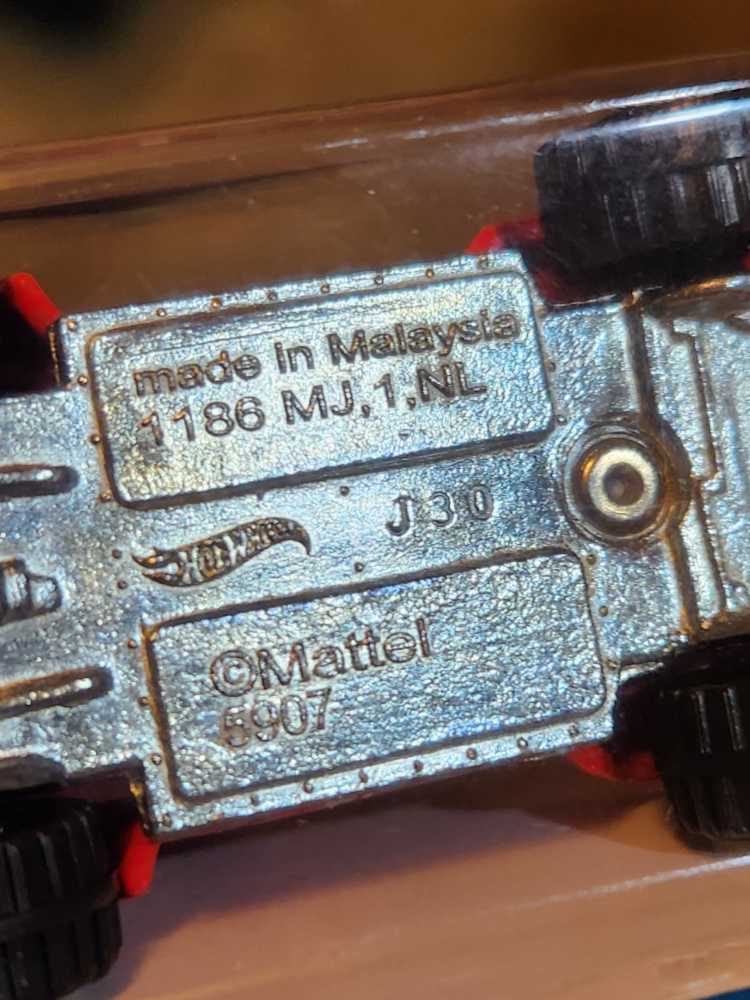 made in Malaysia
1186 MJ,1,NL
J30
HOT WHEELS
©Mattel
5907